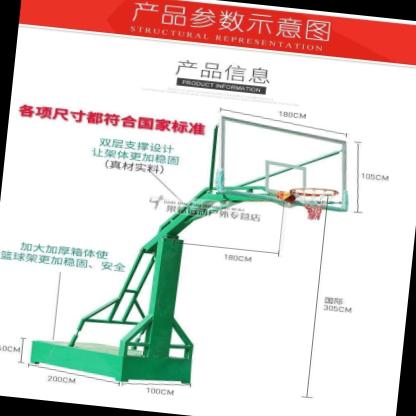 产品参数示意图
STRUCTURAL REPRESENTATION
产品信息
PRODUCT INFORMATION
180CM
各项尺寸都符合国家标准
双层支撑设计
让架体更加稳固
(真材实料)
105CM
180CM
加大加厚箱体使
篮球架更加稳固、安全
国际
305CM
200CM
100CM